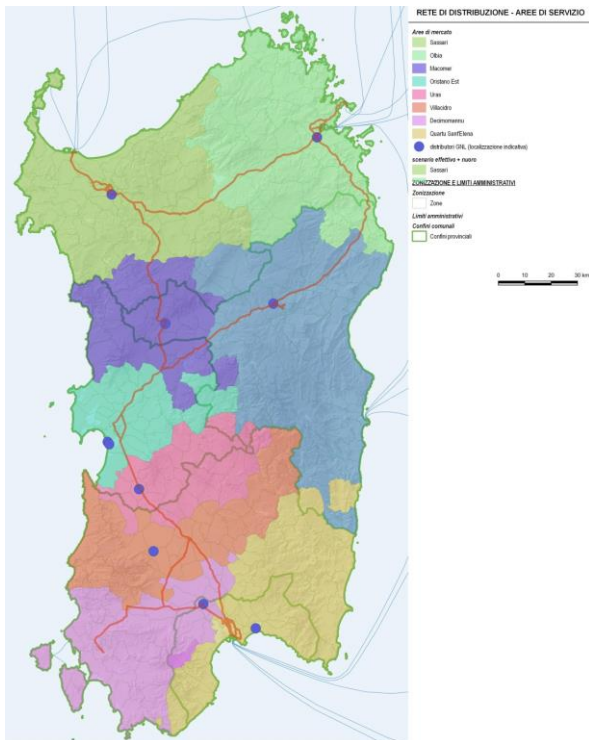 RETE DI DISTRIBUZIONE - AREE DI SERVIZIO
Aree di mercato
Sassari
Olbia
Macomer
Oristano Est
Uras
Villacidro
Decimomannu
Quartu Sant'Elena
distributori GNL (localizzazione indicativa)
scenario effettivo + nuoro
Sassari
ZONIZZAZIONE E LIMITI AMMINISTRATIVI
Zonizzazione
Zone
Limiti amministrativi
Confini comunali
Confini provinciali
0 10 20 30 km